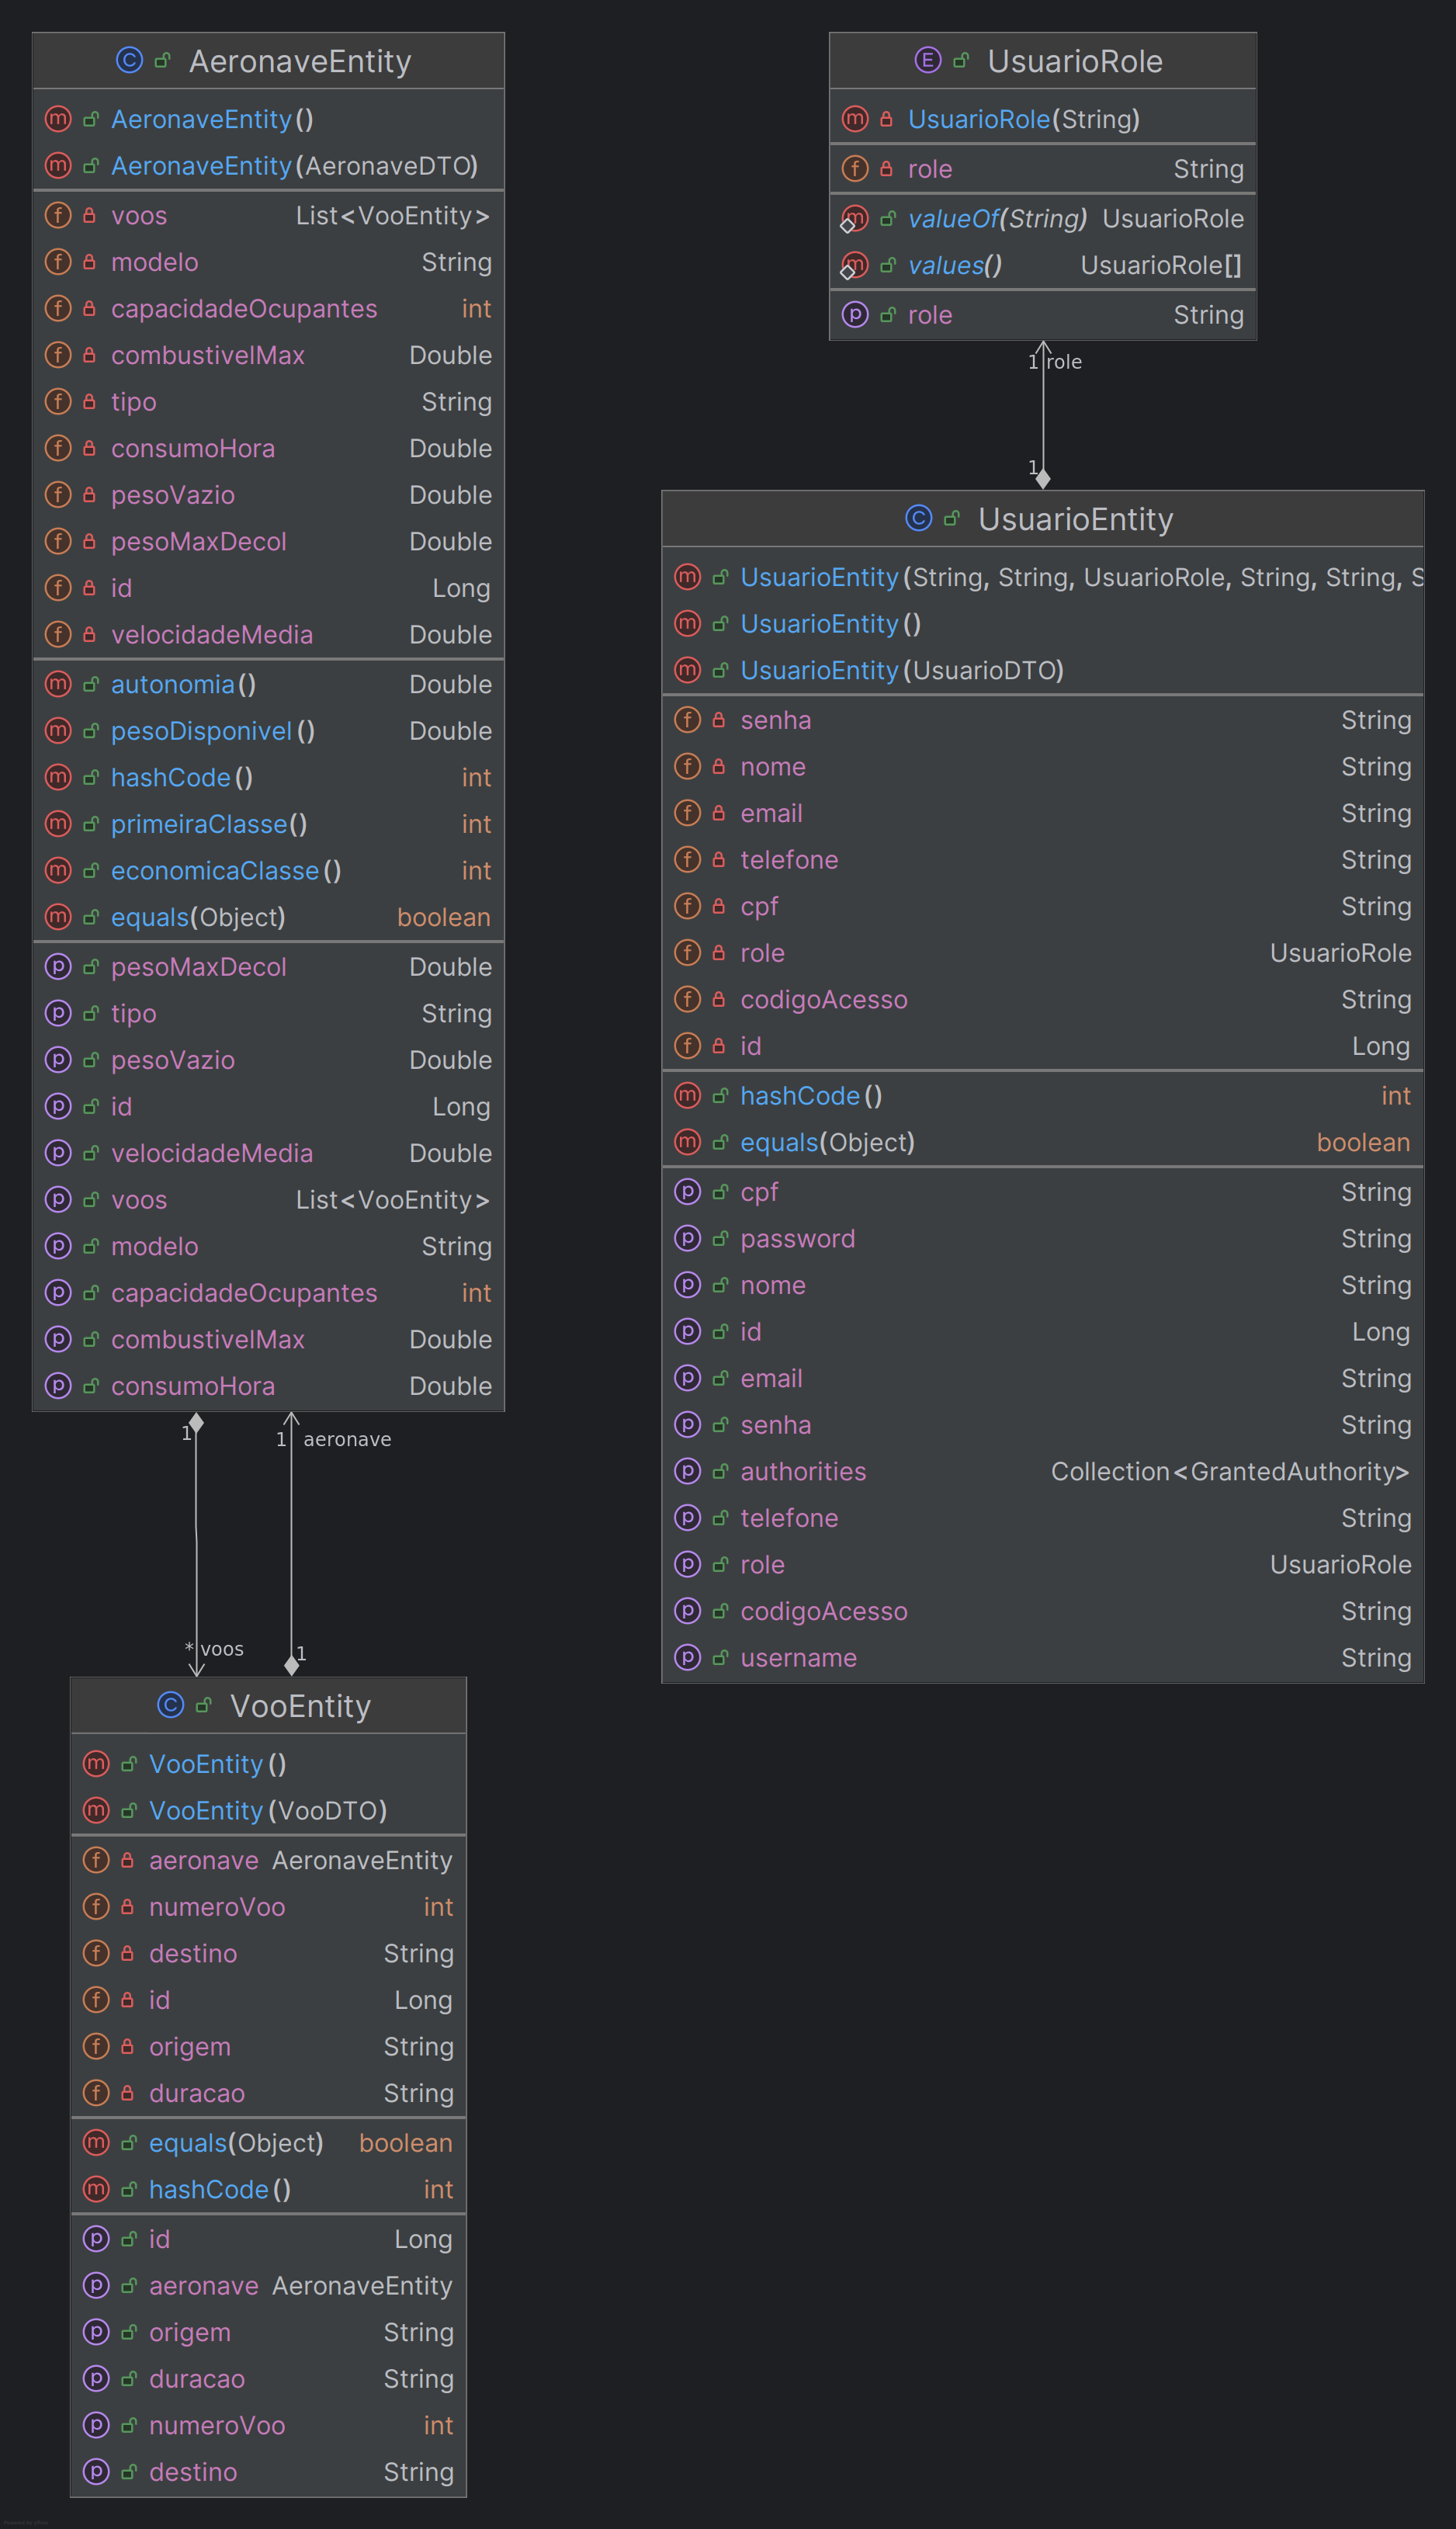 AeronaveEntity
AeronaveEntity()
AeronaveEntity(AeronaveDTO)
voos List<VooEntity>
modelo String
capacidadeOcupantes int
combustivelMax Double
tipo String
consumoHora Double
pesoVazio Double
pesoMaxDecol Double
id Long
velocidadeMedia Double
autonomia() Double
pesoDisponivel() Double
hashCode() int
primeiraClasse() int
economicaClasse() int
equals(Object) boolean
pesoMaxDecol Double
tipo String
pesoVazio Double
id Long
velocidadeMedia Double
voos List<VooEntity>
modelo String
capacidadeOcupantes int
combustivelMax Double
consumoHora Double
1
1 aeronave
* voos
1
VooEntity
VooEntity()
VooEntity(VooDTO)
aeronave AeronaveEntity
numeroVoo int
destino String
id Long
origem String
duracao String
equals(Object) boolean
hashCode() int
id Long
aeronave AeronaveEntity
origem String
duracao String
numeroVoo int
destino String
UsuarioRole
UsuarioRole(String)
role String
valueOf(String) UsuarioRole
values() UsuarioRole[]
role String
1 role
1
UsuarioEntity
UsuarioEntity(String, String, UsuarioRole, String, String, S
UsuarioEntity()
UsuarioEntity(UsuarioDTO)
senha String
nome String
email String
telefone String
cpf String
role UsuarioRole
codigoAcesso String
id Long
hashCode() int
equals(Object) boolean
cpf String
password String
nome String
id Long
email String
senha String
authorities Collection<GrantedAuthority>
telefone String
role UsuarioRole
codigoAcesso String
username String